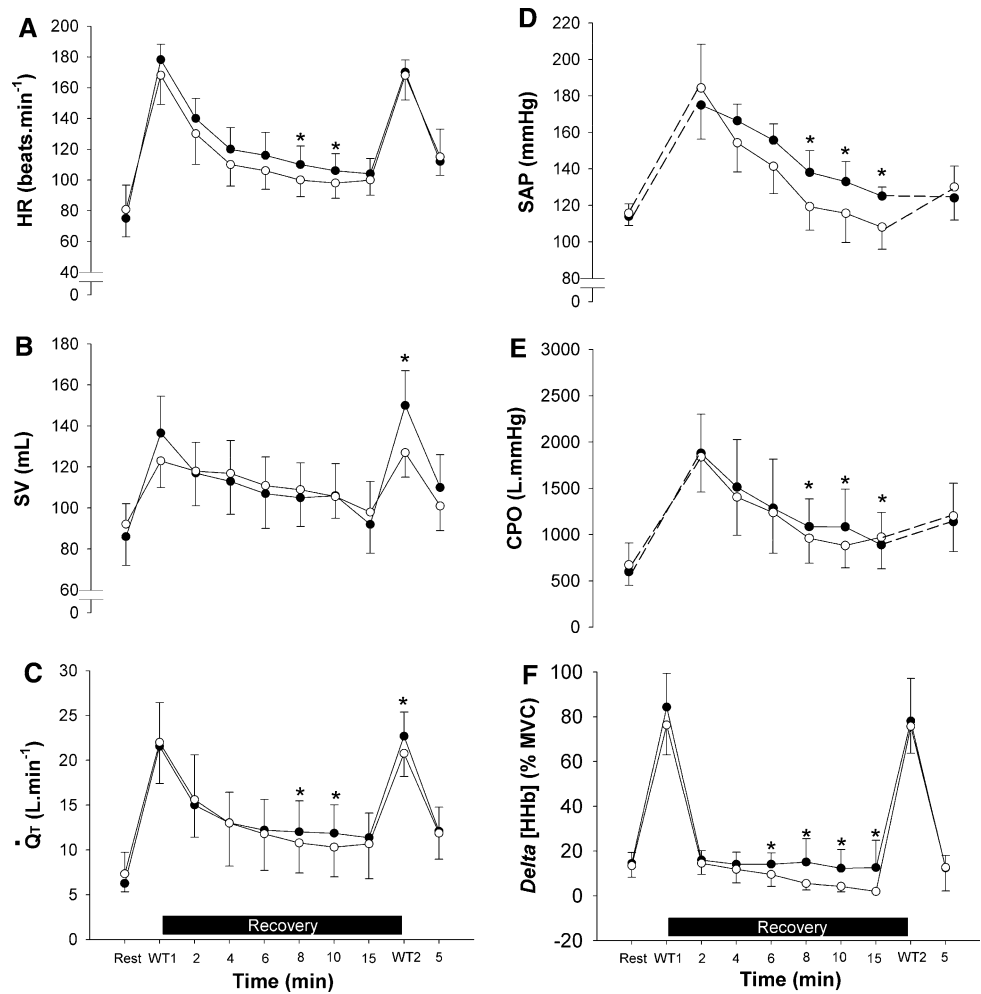 A
HR (beats.min⁻¹)
200
180
160
140
120
100
80
60
40
0
* *
B
SV (mL)
180
160
140
120
100
80
60
0
*
C
Q̇T (L.min⁻¹)
30
25
20
15
10
5
0
* * *
Recovery
Rest WT1 2 4 6 8 10 15 WT2 5
Time (min)
D
SAP (mmHg)
220
200
180
160
140
120
100
80
0
* * *
E
CPO (L.mmHg)
3000
2500
2000
1500
1000
500
0
* * *
F
Delta [HHb] (% MVC)
100
80
60
40
20
0
-20
* * * *
Recovery
Rest WT1 2 4 6 8 10 15 WT2 5
Time (min)